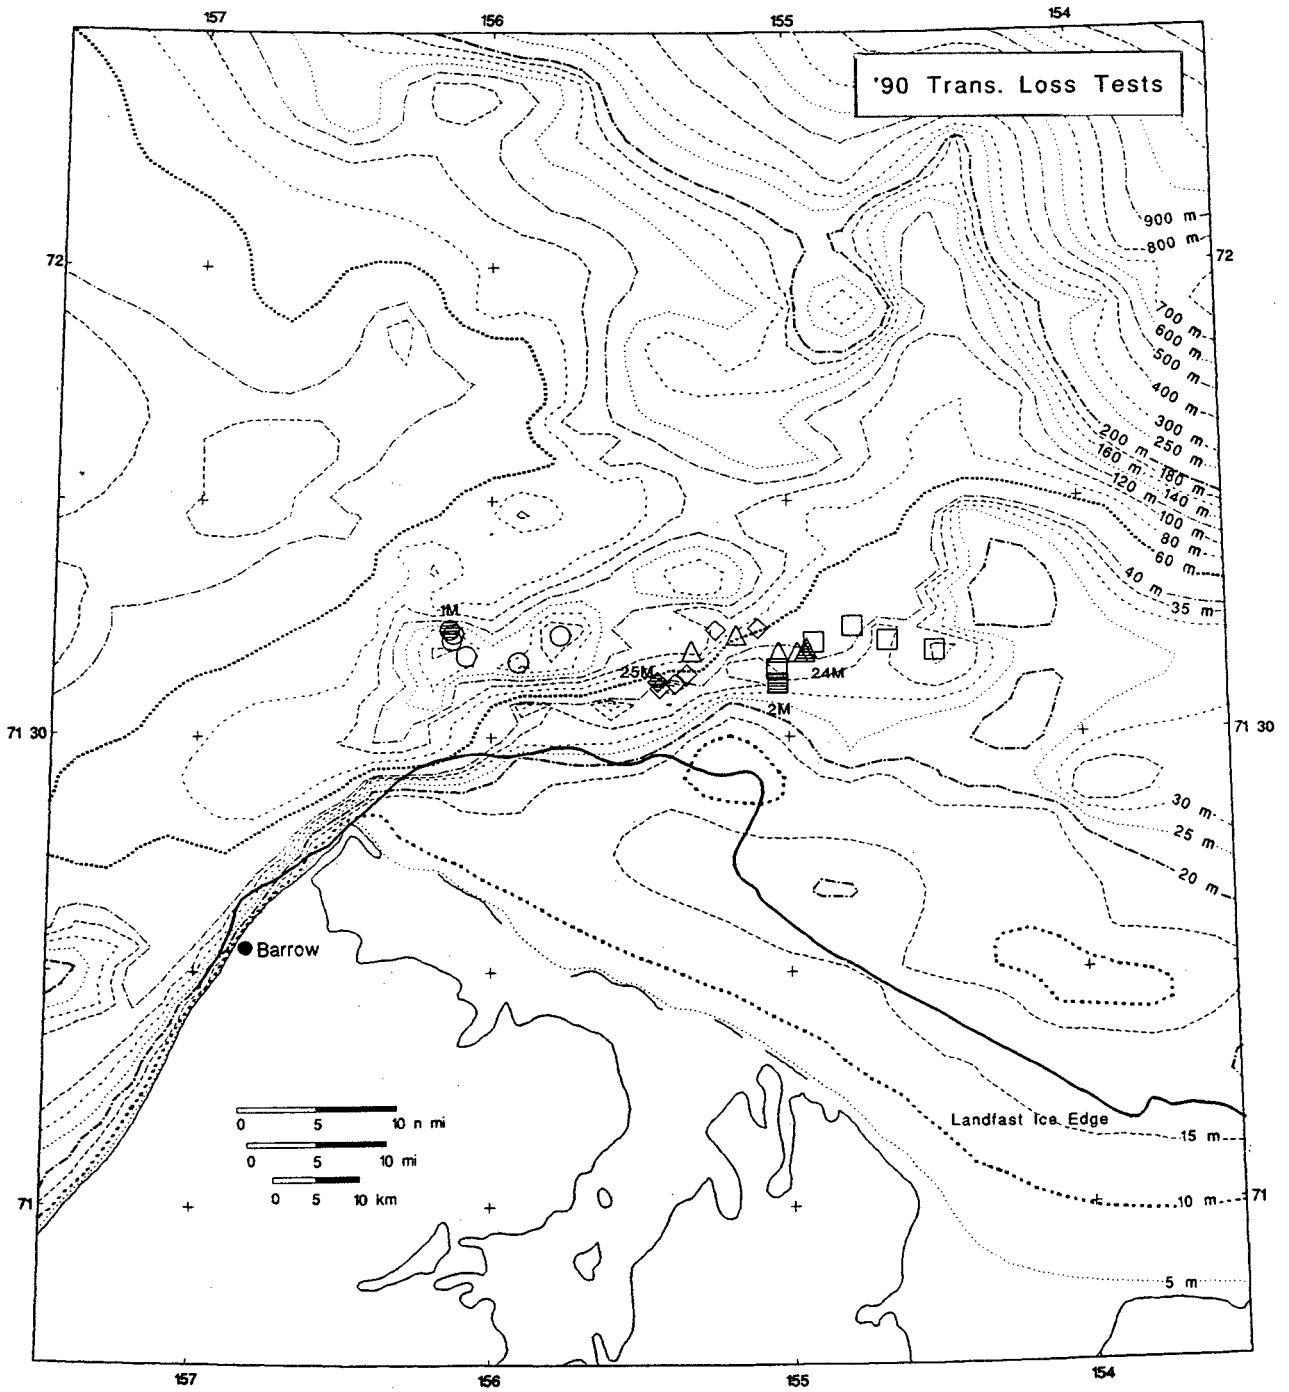 157 156 155 154
'90 Trans. Loss Tests
900 m
800 m
72 72
700 m
600 m
500 m
400 m
300 m
250 m
200 m
180 m
160 m
140 m
120 m
100 m
80 m
60 m
40 m
35 m
1M
25M 24M
2M
71 30 71 30
30 m
25 m
20 m
Barrow
0 5 10 n mi
Landfast Ice Edge
15 m
0 5 10 mi
0 5 10 km
71 71
10 m
5 m
157 156 155 154